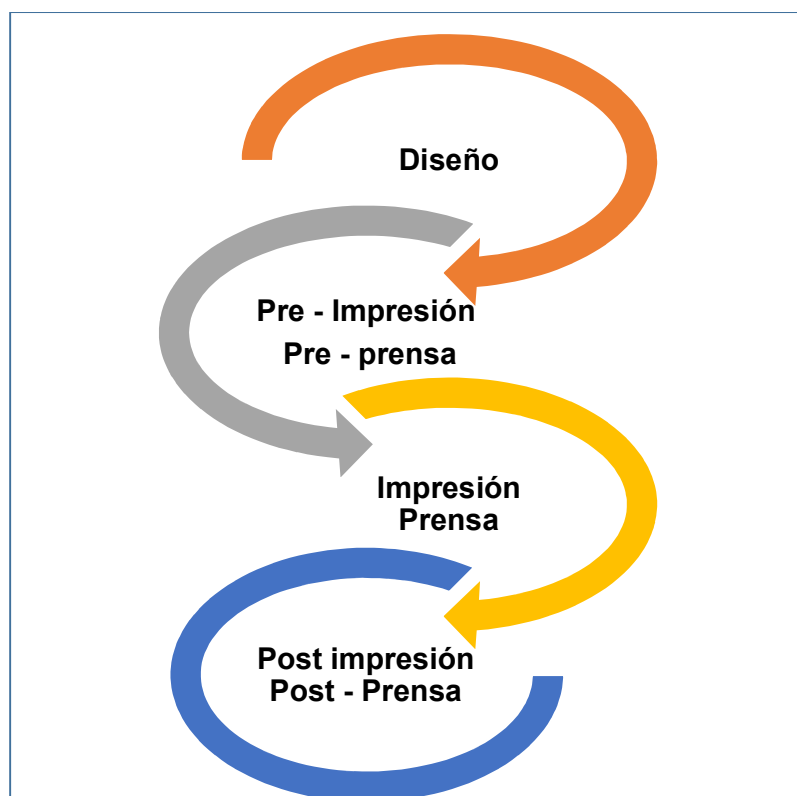 Diseño
Pre - Impresión
Pre - prensa
Impresión
Prensa
Post impresión
Post - Prensa